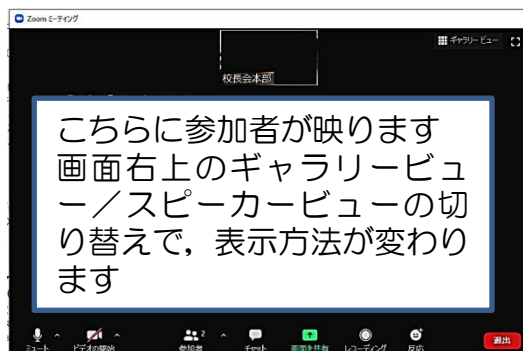 Zoom ミーティング
ギャラリービュー
校長会本部
こちらに参加者が映ります
画面右上のギャラリービュ
ー／スピーカービューの切
り替えで，表示方法が変わり
ます
ミュート ビデオの開始 参加者 2 チャット 画面を共有 レコーディング 反応 退出